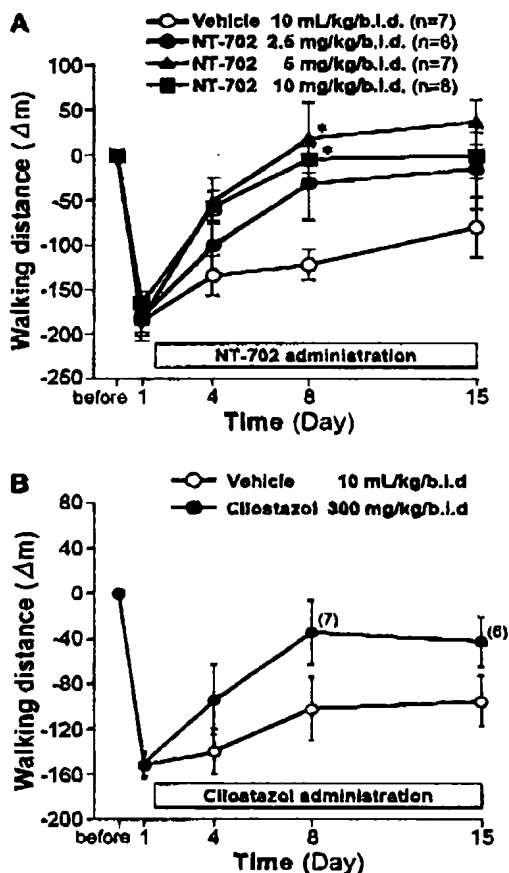 A
Vehicle 10 mL/kg/b.i.d. (n=7)
NT-702 2.5 mg/kg/b.i.d. (n=6)
NT-702 5 mg/kg/b.i.d. (n=7)
NT-702 10 mg/kg/b.i.d. (n=8)
Walking distance (Δm)
100
50
0
-50
-100
-150
-200
-250
*
*
NT-702 administration
before 1 4 8 15
Time (Day)
B
Vehicle 10 mL/kg/b.i.d
Cilostazol 300 mg/kg/b.i.d
Walking distance (Δm)
80
40
0
-40
-80
-120
-160
-200
(7)
(6)
Cilostazol administration
before 1 4 8 15
Time (Day)